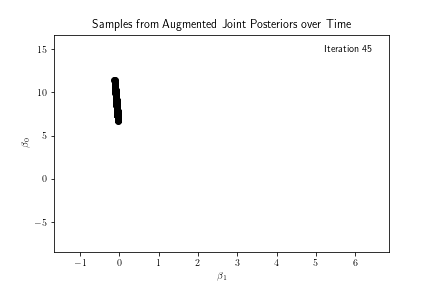 Samples from Augmented Joint Posteriors over Time
Iteration 45
15
10
5
0
−5
β₀
−1 0 1 2 3 4 5 6
β₁